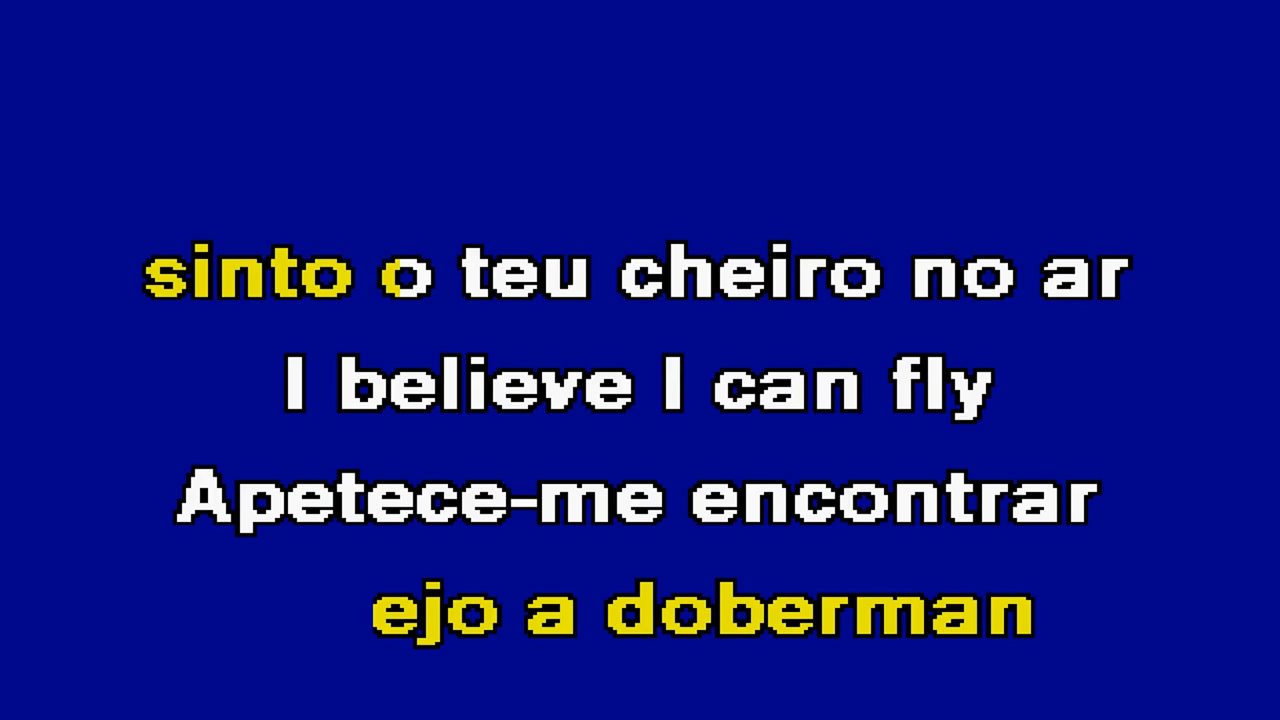 sinto o teu cheiro no ar
I believe I can fly
Apetece-me encontrar
ejo a doberman